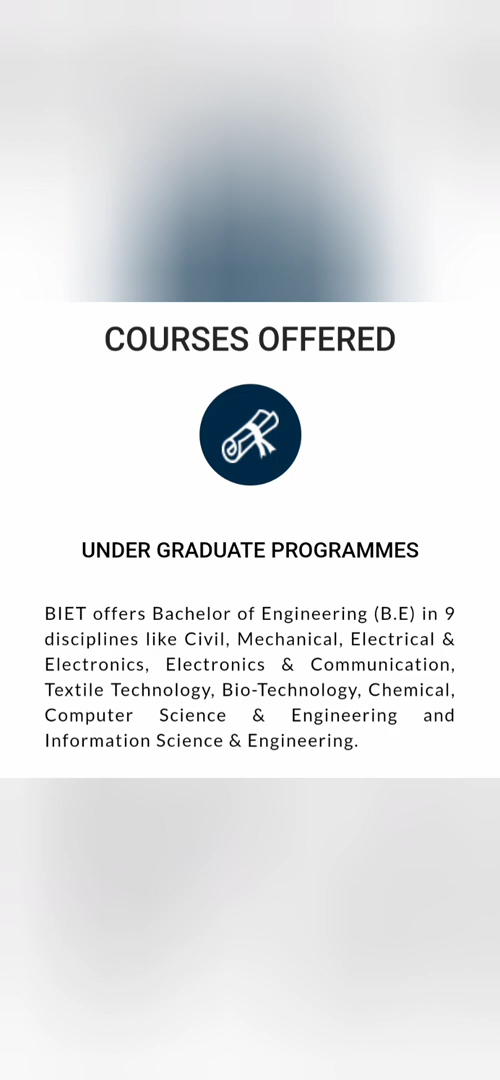 COURSES OFFERED
UNDER GRADUATE PROGRAMMES
BIET offers Bachelor of Engineering (B.E) in 9
disciplines like Civil, Mechanical, Electrical &
Electronics, Electronics & Communication,
Textile Technology, Bio-Technology, Chemical,
Computer Science & Engineering and
Information Science & Engineering.